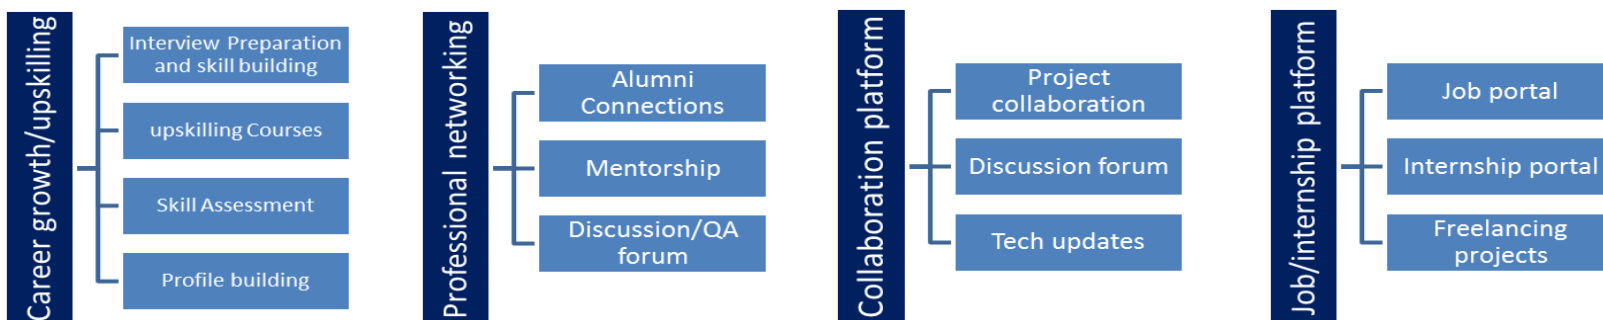 Career growth/upskilling
Interview Preparation
and skill building
upskilling Courses
Skill Assessment
Profile building
Professional networking
Alumni
Connections
Mentorship
Discussion/QA
forum
Collaboration platform
Project
collaboration
Discussion forum
Tech updates
Job/internship platform
Job portal
Internship portal
Freelancing
projects